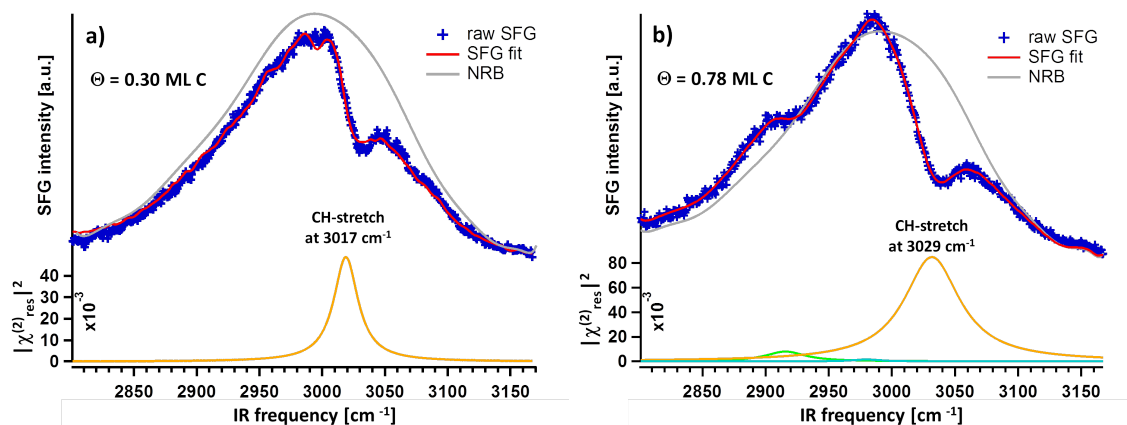 a)
Θ = 0.30 ML C
raw SFG
SFG fit
NRB
SFG intensity [a.u.]
CH-stretch
at 3017 cm-1
|χ(2)res|2
x10-3
40
30
20
10
0
2850 2900 2950 3000 3050 3100 3150
IR frequency [cm -1]
b)
Θ = 0.78 ML C
raw SFG
SFG fit
NRB
SFG intensity [a.u.]
CH-stretch
at 3029 cm-1
|χ(2)res|2
x10-3
80
60
40
20
0
2850 2900 2950 3000 3050 3100 3150
IR frequency [cm -1]